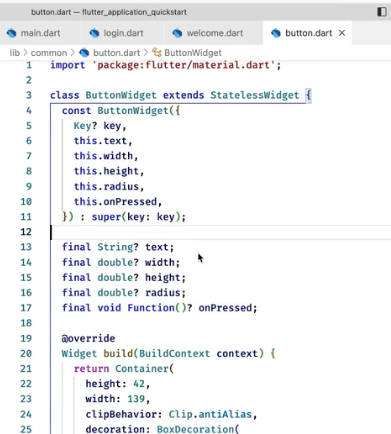 button.dart — flutter_application_quickstart
main.dart login.dart welcome.dart button.dart ×
lib > common > button.dart > ButtonWidget
1 import 'package:flutter/material.dart';
2
3 class ButtonWidget extends StatelessWidget {
4 const ButtonWidget({
5 Key? key,
6 this.text,
7 this.width,
8 this.height,
9 this.radius,
10 this.onPressed,
11 }) : super(key: key);
12
13 final String? text;
14 final double? width;
15 final double? height;
16 final double? radius;
17 final void Function()? onPressed;
18
19 @override
20 Widget build(BuildContext context) {
21 return Container(
22 height: 42,
23 width: 139,
24 clipBehavior: Clip.antiAlias,
25 decoration: BoxDecoration(